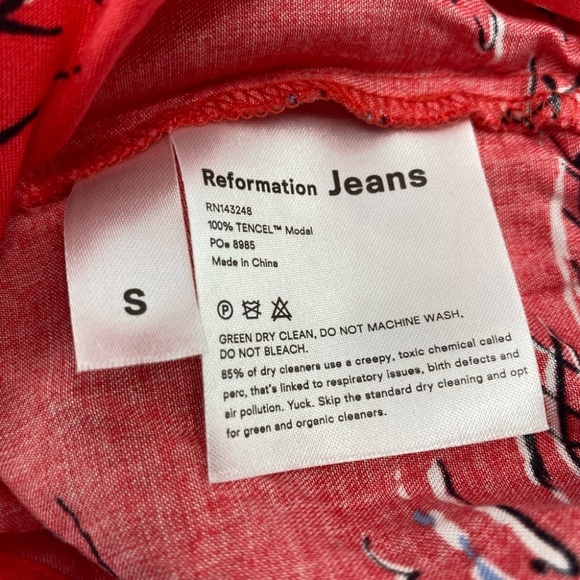 Reformation Jeans
RN143248
100% TENCEL™ Modal
PO# 8985
Made in China
S
P
GREEN DRY CLEAN, DO NOT MACHINE WASH.
DO NOT BLEACH.
85% of dry cleaners use a creepy, toxic chemical called
perc, that's linked to respiratory issues, birth defects and
air pollution. Yuck. Skip the standard dry cleaning and opt
for green and organic cleaners.